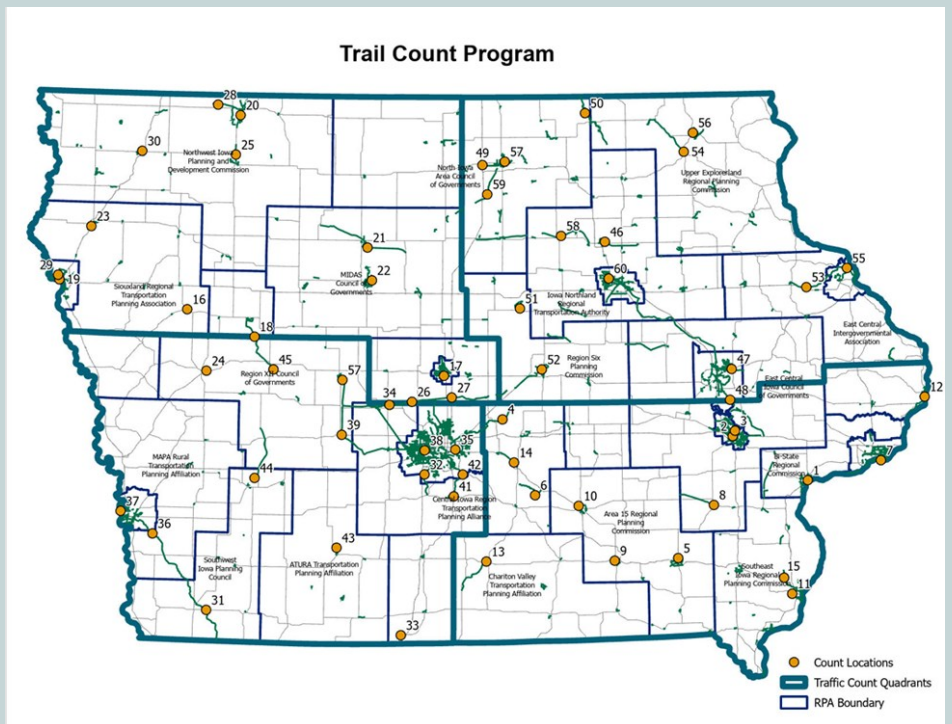 Trail Count Program
28
20
50
56
30
25
Northwest Iowa
Planning and
Development Commission
49
57
54
North Iowa
Area Council
of Governments
Upper Explorerland
Regional Planning
Commission
59
23
58
46
21
29
19
22
MIDAS
Council of
Governments
60
55
53
Siouxland Regional
Transportation
Planning Association
16
51
Iowa Northland
Regional
Transportation Authority
18
East Central
Intergovernmental
Association
24
45
Region XII Council
of Governments
57
17
52
Region Six
Planning
Commission
47
East Central
Iowa Council
of Governments
34
26
27
48
12
4
39
38
35
2
3
MAPA Rural
Transportation
Planning Affiliation
14
7
44
32
42
Bi-State
Regional
Commission
1
41
6
Central Iowa Region
Transportation
Planning Alliance
37
10
8
36
Area 15 Regional
Planning
Commission
43
Southwest
Iowa Planning
Council
ATURA Transportation
Planning Affiliation
13
9
5
Chariton Valley
Transportation
Planning Affiliation
Southeast
Iowa Regional
Planning Commission
15
11
31
33
Count Locations
Traffic Count Quadrants
RPA Boundary